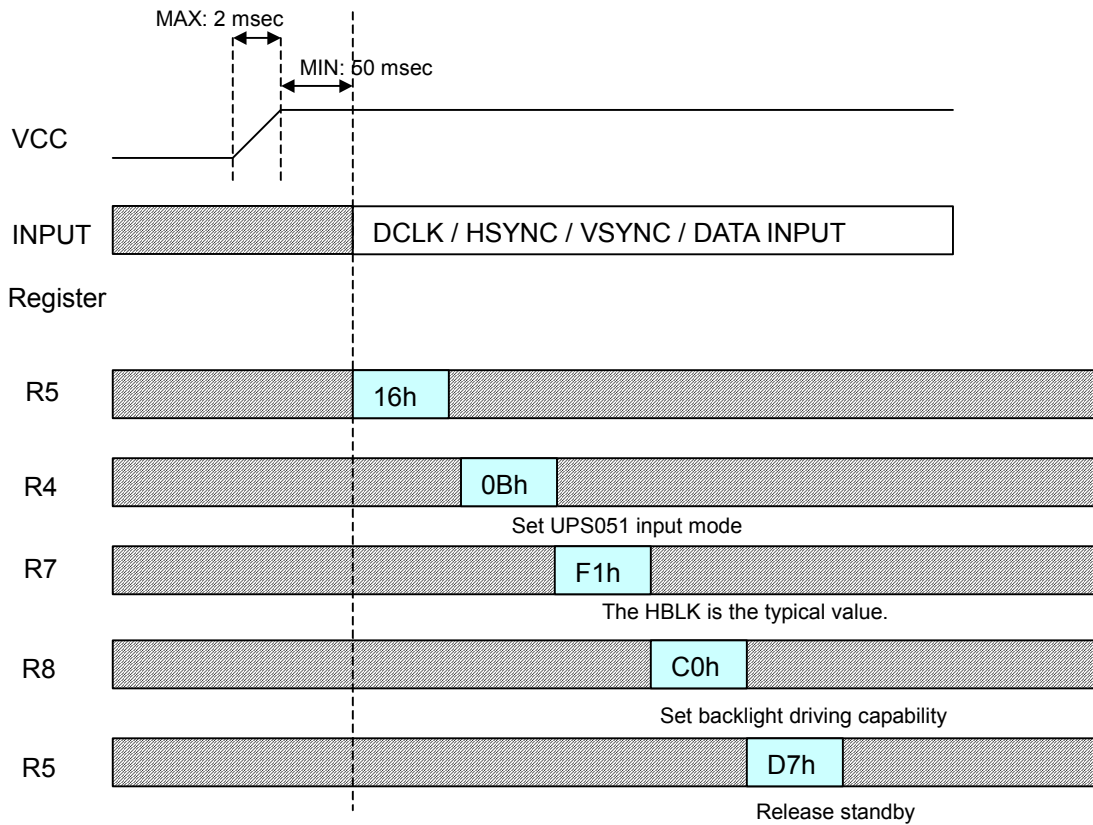 MAX: 2 msec
MIN: 50 msec
VCC
INPUT
DCLK / HSYNC / VSYNC / DATA INPUT
Register
R5
16h
R4
0Bh
Set UPS051 input mode
R7
F1h
The HBLK is the typical value.
R8
C0h
Set backlight driving capability
R5
D7h
Release standby